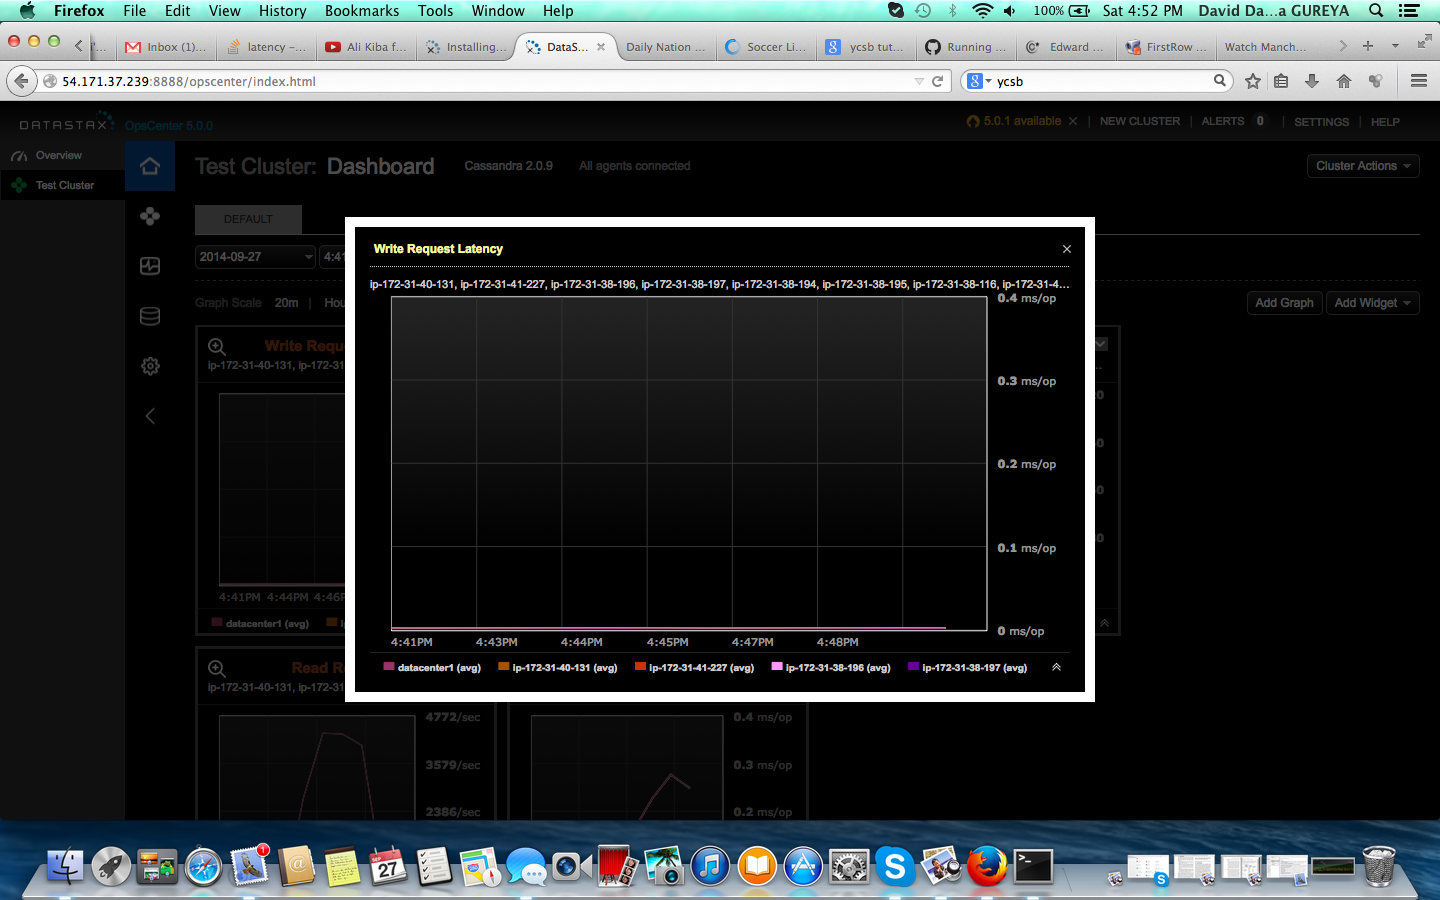 Firefox File Edit View History Bookmarks Tools Window Help 100% Sat 4:52 PM David Da...a GUREYA
Inbox (1)... latency –... Ali Kiba f... Installing... DataS... Daily Nation ... Soccer Li... ycsb tut... Running ... Edward ... FirstRow ... Watch Manch...
54.171.37.239:8888/opscenter/index.html ycsb
DATASTAX OpsCenter 5.0.0 5.0.1 available NEW CLUSTER ALERTS 0 SETTINGS HELP
Overview
Test Cluster
Test Cluster: Dashboard Cassandra 2.0.9 All agents connected Cluster Actions
DEFAULT
2014-09-27 4:41
Graph Scale 20m Hou
Add Graph Add Widget
Write Request Latency
ip-172-31-40-131, ip-172-31-41-227, ip-172-31-38-196, ip-172-31-38-197, ip-172-31-38-194, ip-172-31-38-195, ip-172-31-38-116, ip-172-31-4...
0.4 ms/op
0.3 ms/op
0.2 ms/op
0.1 ms/op
0 ms/op
4:41PM 4:43PM 4:44PM 4:45PM 4:47PM 4:48PM
datacenter1 (avg) ip-172-31-40-131 (avg) ip-172-31-41-227 (avg) ip-172-31-38-196 (avg) ip-172-31-38-197 (avg)
Write Requ
ip-172-31-40-131, ip-172-31
4:41PM 4:44PM 4:46P
datacenter1 (avg)
Read R
ip-172-31-40-131, ip-172-31
4772/sec
3579/sec
2386/sec
0.4 ms/op
0.3 ms/op
0.2 ms/op
SEP
27
1